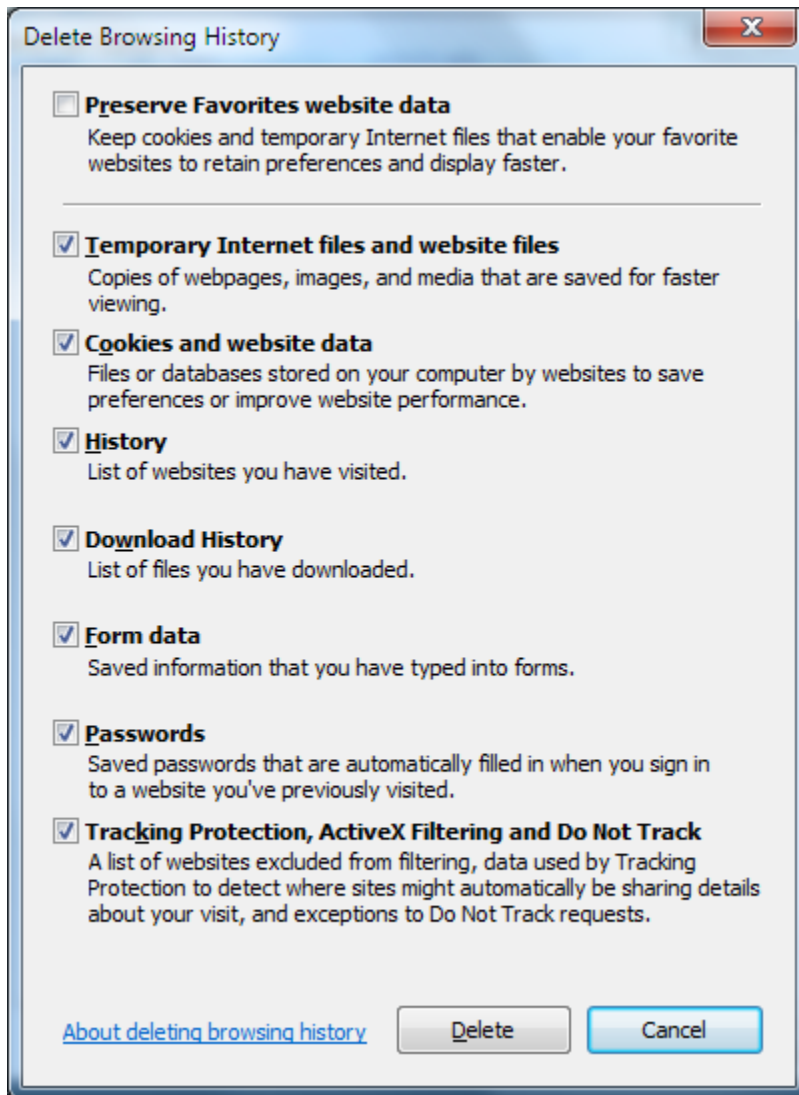 Delete Browsing History
Preserve Favorites website data
Keep cookies and temporary Internet files that enable your favorite
websites to retain preferences and display faster.
Temporary Internet files and website files
Copies of webpages, images, and media that are saved for faster
viewing.
Cookies and website data
Files or databases stored on your computer by websites to save
preferences or improve website performance.
History
List of websites you have visited.
Download History
List of files you have downloaded.
Form data
Saved information that you have typed into forms.
Passwords
Saved passwords that are automatically filled in when you sign in
to a website you've previously visited.
Tracking Protection, ActiveX Filtering and Do Not Track
A list of websites excluded from filtering, data used by Tracking
Protection to detect where sites might automatically be sharing details
about your visit, and exceptions to Do Not Track requests.
About deleting browsing history
Delete
Cancel